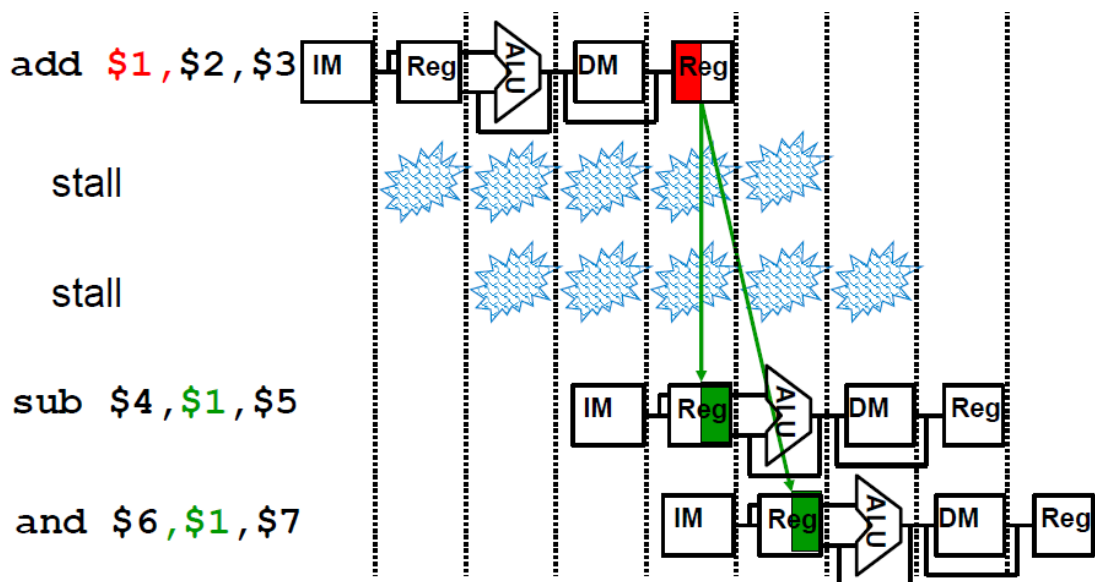 add $1,$2,$3 IM Reg ALU DM Reg
stall
stall
sub $4,$1,$5 IM Reg ALU DM Reg
and $6,$1,$7 IM Reg ALU DM Reg